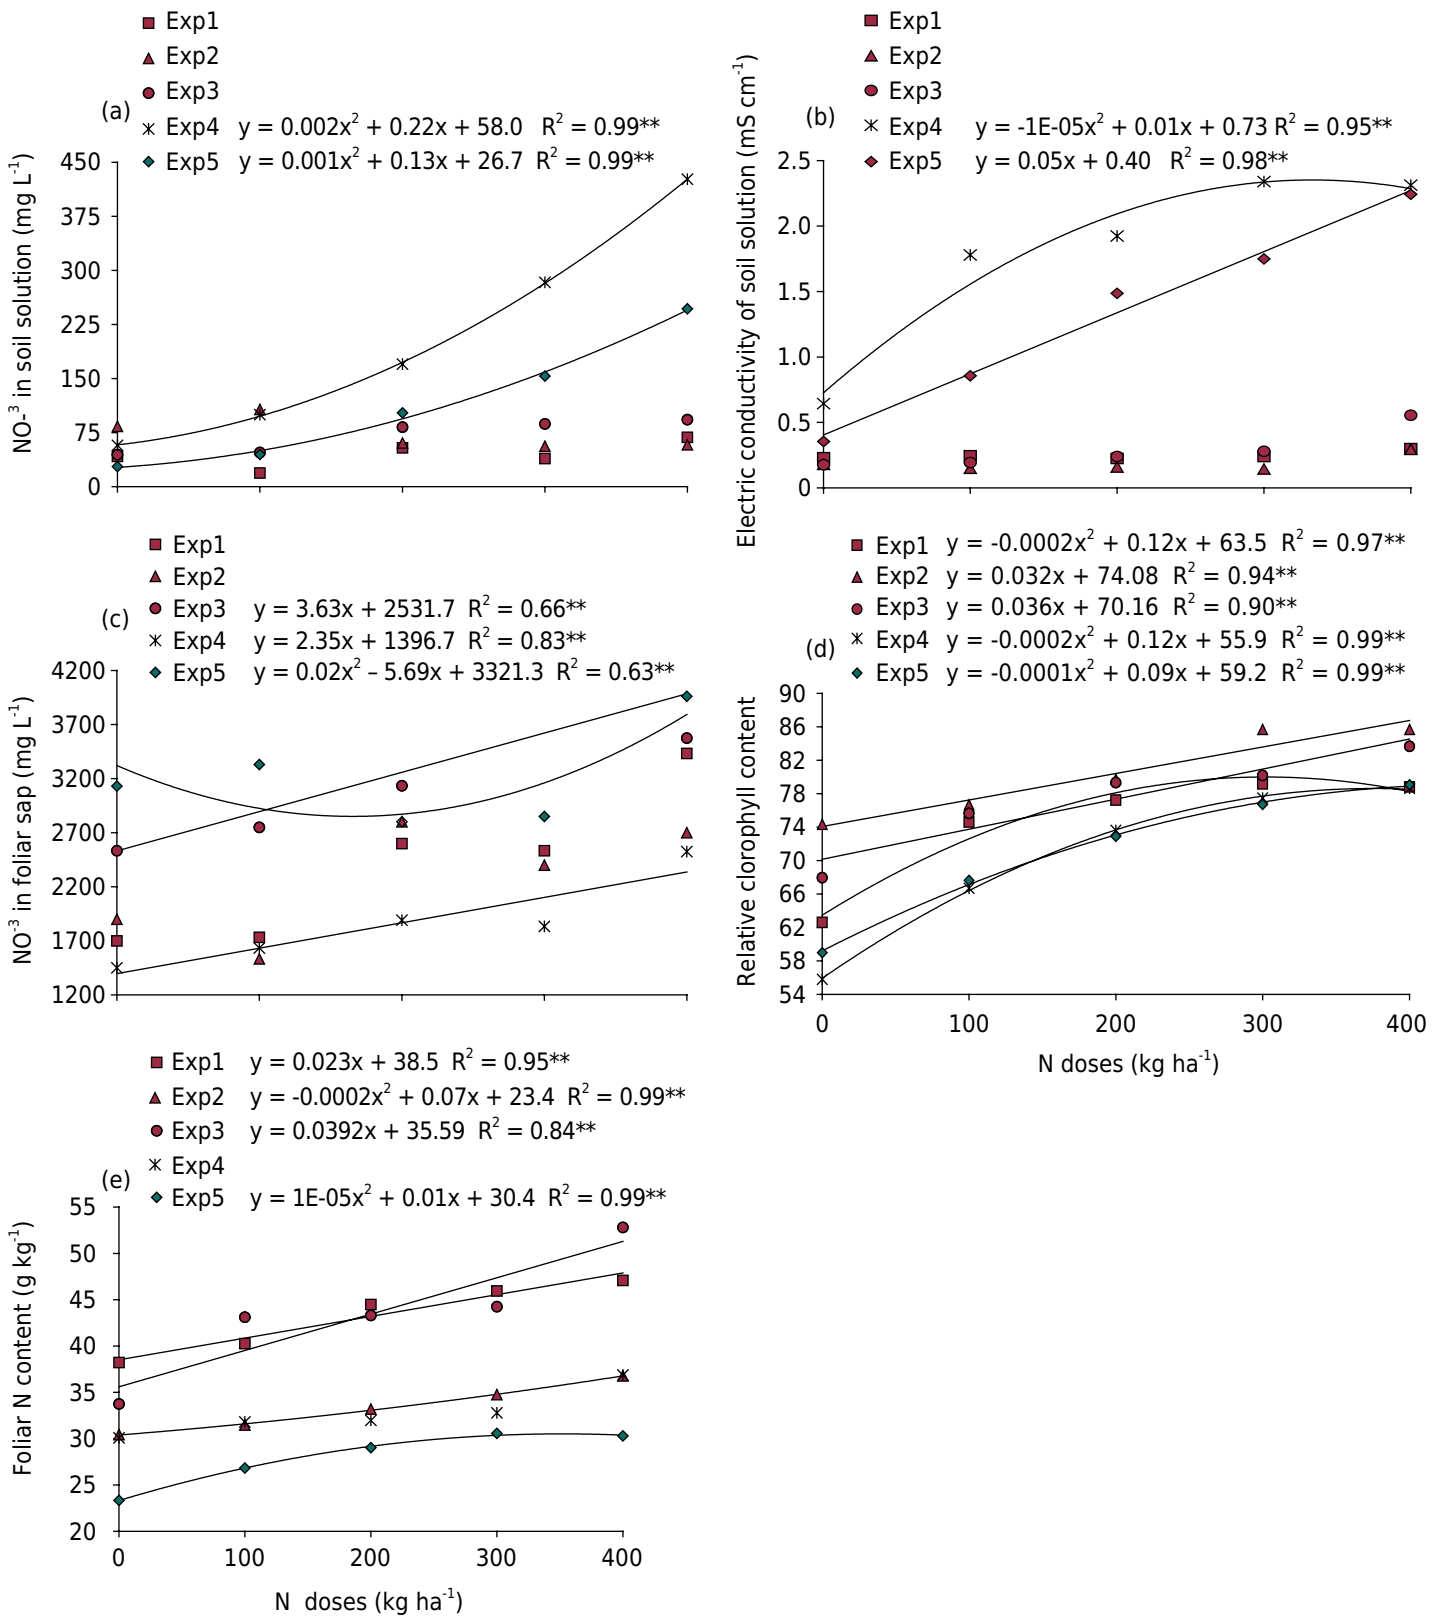 Exp1
Exp2
Exp3
(a)
Exp4 y = 0.002x² + 0.22x + 58.0 R² = 0.99**
Exp5 y = 0.001x² + 0.13x + 26.7 R² = 0.99**
NO-³ in soil solution (mg L⁻¹)
450
375
300
225
150
75
0
Exp1
Exp2
Exp3
(b)
Exp4 y = -1E-05x² + 0.01x + 0.73 R² = 0.95**
Exp5 y = 0.05x + 0.40 R² = 0.98**
Electric conductivity of soil solution (mS cm⁻¹)
2.5
2.0
1.5
1.0
0.5
0
Exp1
Exp2
Exp3 y = 3.63x + 2531.7 R² = 0.66**
(c)
Exp4 y = 2.35x + 1396.7 R² = 0.83**
Exp5 y = 0.02x² – 5.69x + 3321.3 R² = 0.63**
NO⁻³ in foliar sap (mg L⁻¹)
4200
3700
3200
2700
2200
1700
1200
Exp1 y = -0.0002x² + 0.12x + 63.5 R² = 0.97**
Exp2 y = 0.032x + 74.08 R² = 0.94**
Exp3 y = 0.036x + 70.16 R² = 0.90**
Exp4 y = -0.0002x² + 0.12x + 55.9 R² = 0.99**
(d)
Exp5 y = -0.0001x² + 0.09x + 59.2 R² = 0.99**
Relative clorophyll content
90
86
82
78
74
70
66
62
58
54
0 100 200 300 400
N doses (kg ha⁻¹)
Exp1 y = 0.023x + 38.5 R² = 0.95**
Exp2 y = -0.0002x² + 0.07x + 23.4 R² = 0.99**
Exp3 y = 0.0392x + 35.59 R² = 0.84**
Exp4
(e)
Exp5 y = 1E-05x² + 0.01x + 30.4 R² = 0.99**
Foliar N content (g kg⁻¹)
55
50
45
40
35
30
25
20
0 100 200 300 400
N doses (kg ha⁻¹)